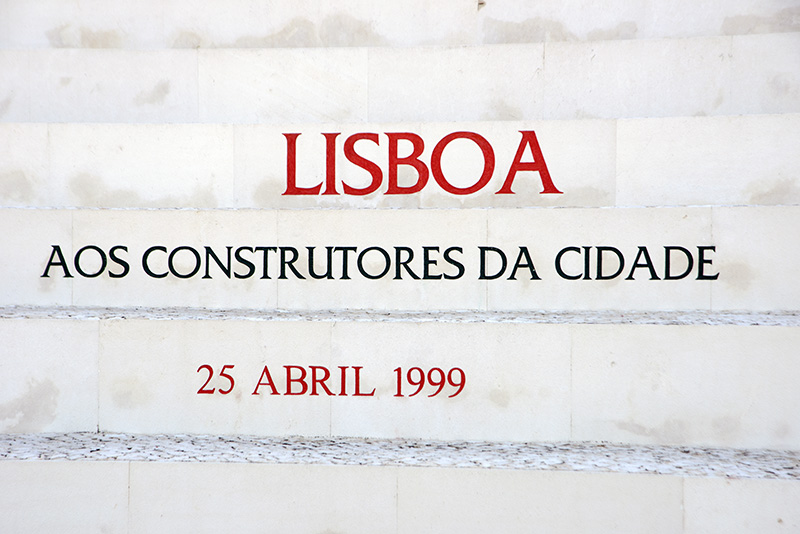 LISBOA
AOS CONSTRUTORES DA CIDADE
25 ABRIL 1999